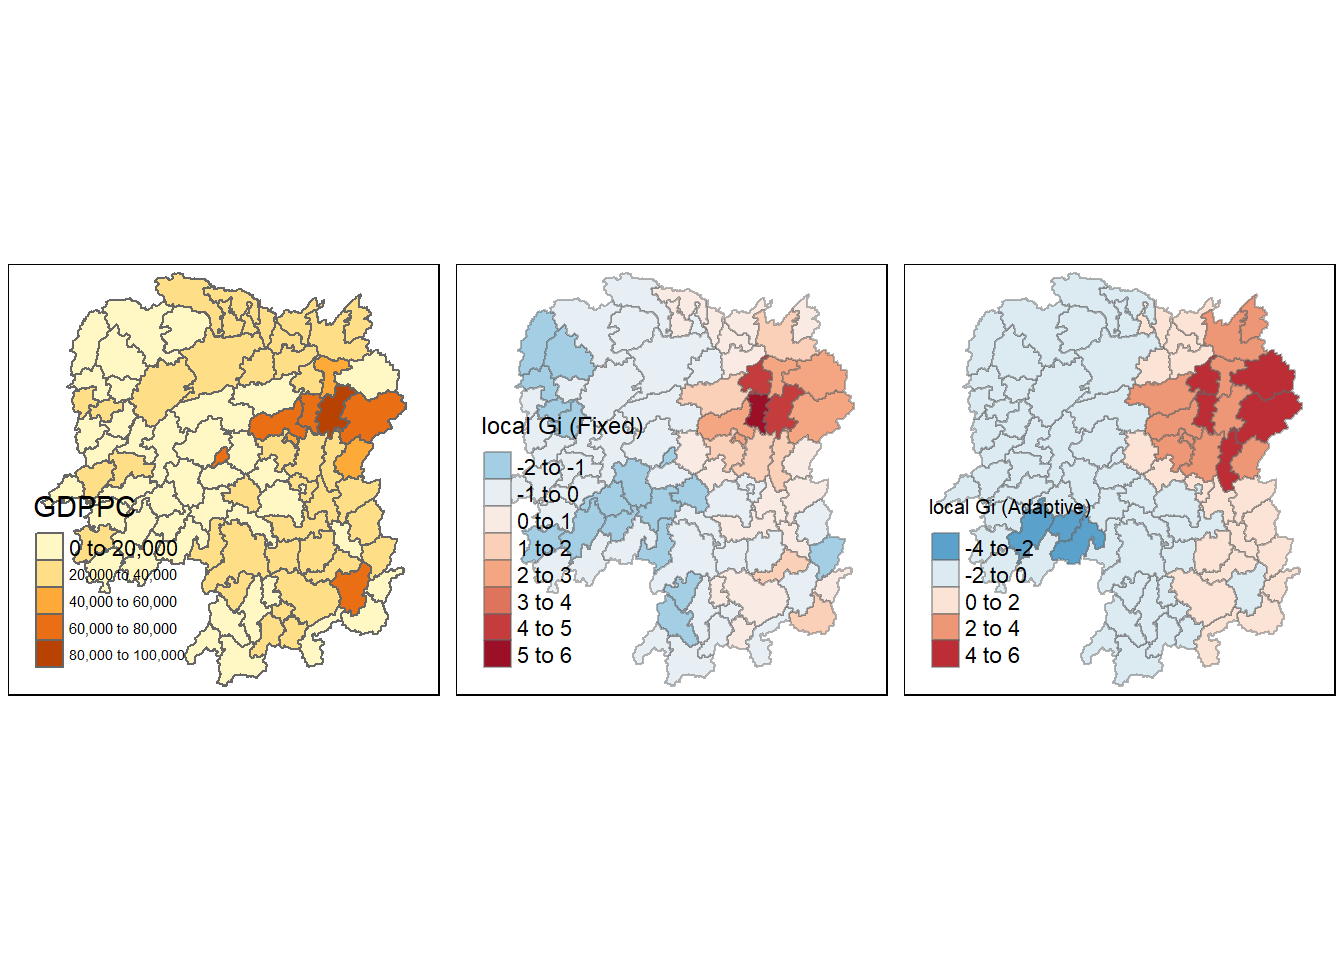 GDPPC
0 to 20,000
20,000 to 40,000
40,000 to 60,000
60,000 to 80,000
80,000 to 100,000
local Gi (Fixed)
-2 to -1
-1 to 0
0 to 1
1 to 2
2 to 3
3 to 4
4 to 5
5 to 6
local Gi (Adaptive)
-4 to -2
-2 to 0
0 to 2
2 to 4
4 to 6